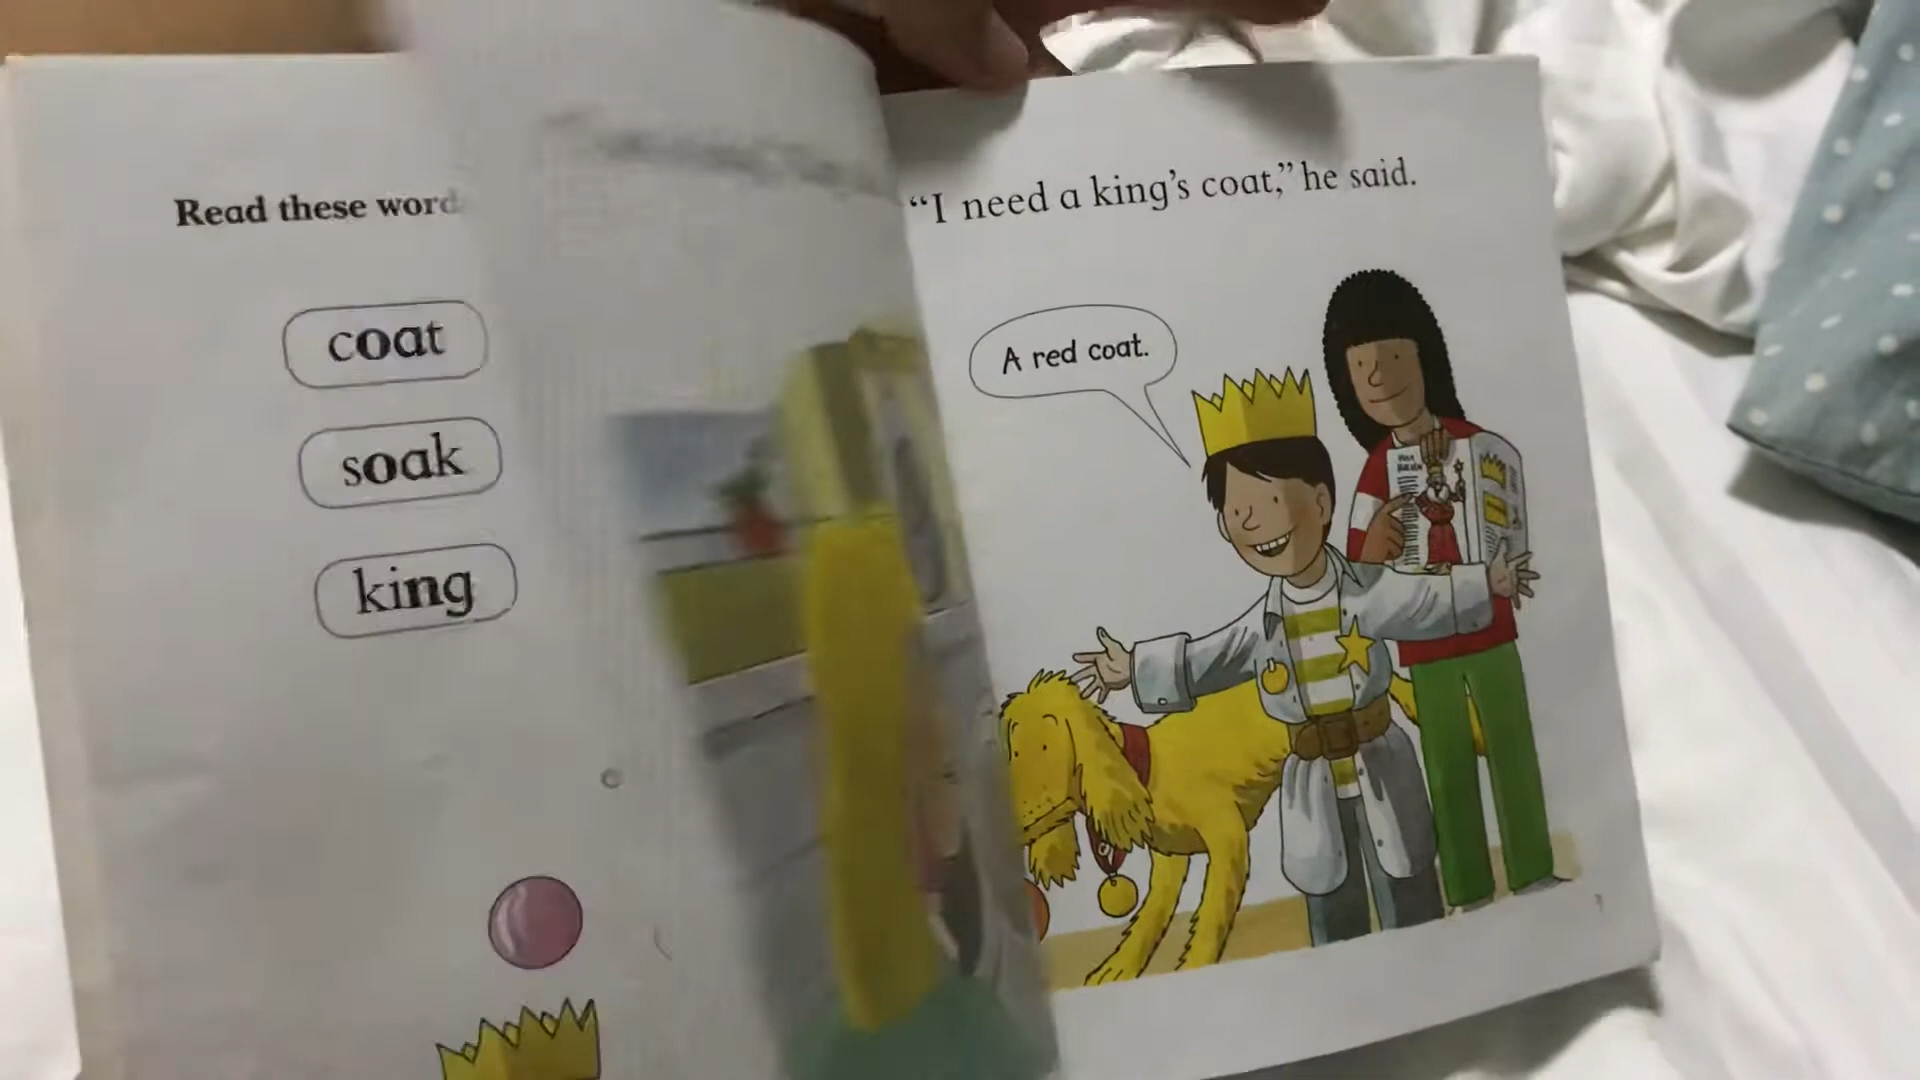 Read these word
coat
soak
king
“I need a king’s coat,” he said.
A red coat.